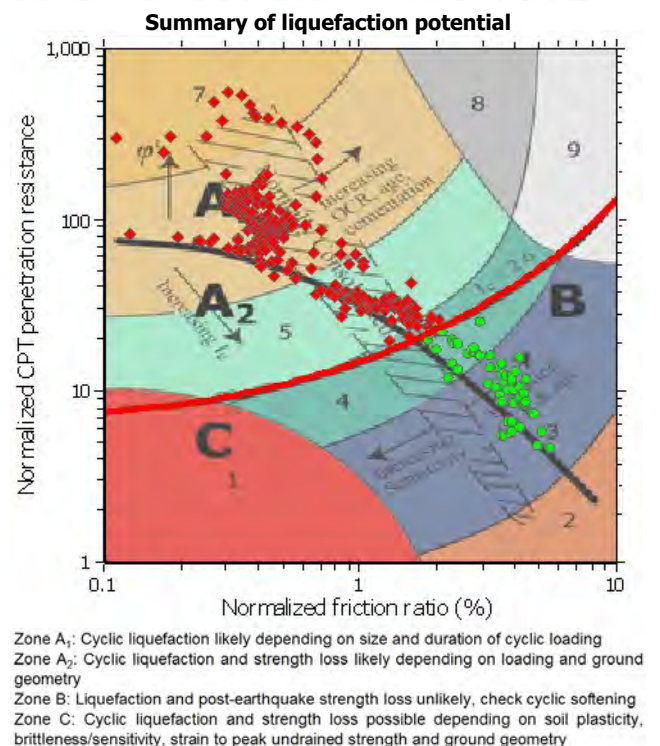 Summary of liquefaction potential
1,000
100
10
1
0.1
1
10
Normalized CPT penetration resistance
Normalized friction ratio (%)
7
8
9
φ'
A
Increasing
OCR, age,
cementation
A2
Increasing Ic
5
B
4
3
C
1
Increasing
Sensitivity
2
Zone A1: Cyclic liquefaction likely depending on size and duration of cyclic loading
Zone A2: Cyclic liquefaction and strength loss likely depending on loading and ground
geometry
Zone B: Liquefaction and post-earthquake strength loss unlikely, check cyclic softening
Zone C: Cyclic liquefaction and strength loss possible depending on soil plasticity,
brittleness/sensitivity, strain to peak undrained strength and ground geometry